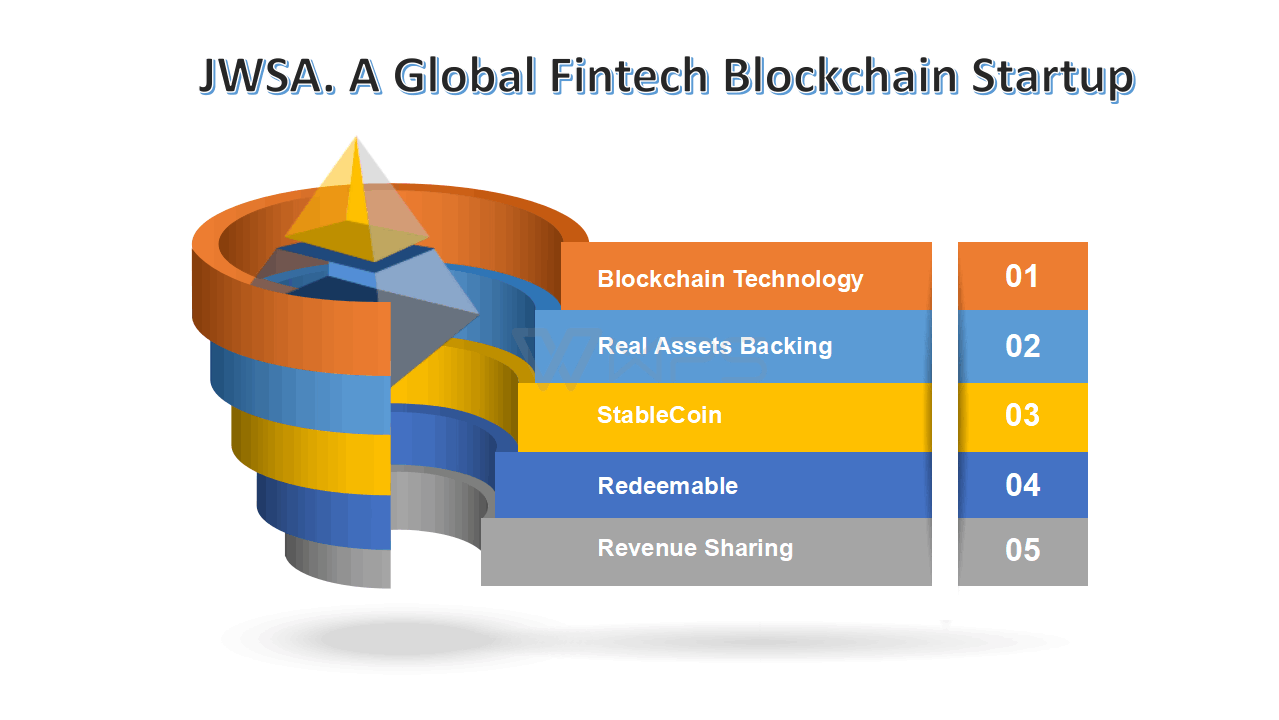 JWSA. A Global Fintech Blockchain Startup
Blockchain Technology 01
Real Assets Backing 02
StableCoin 03
Redeemable 04
Revenue Sharing 05